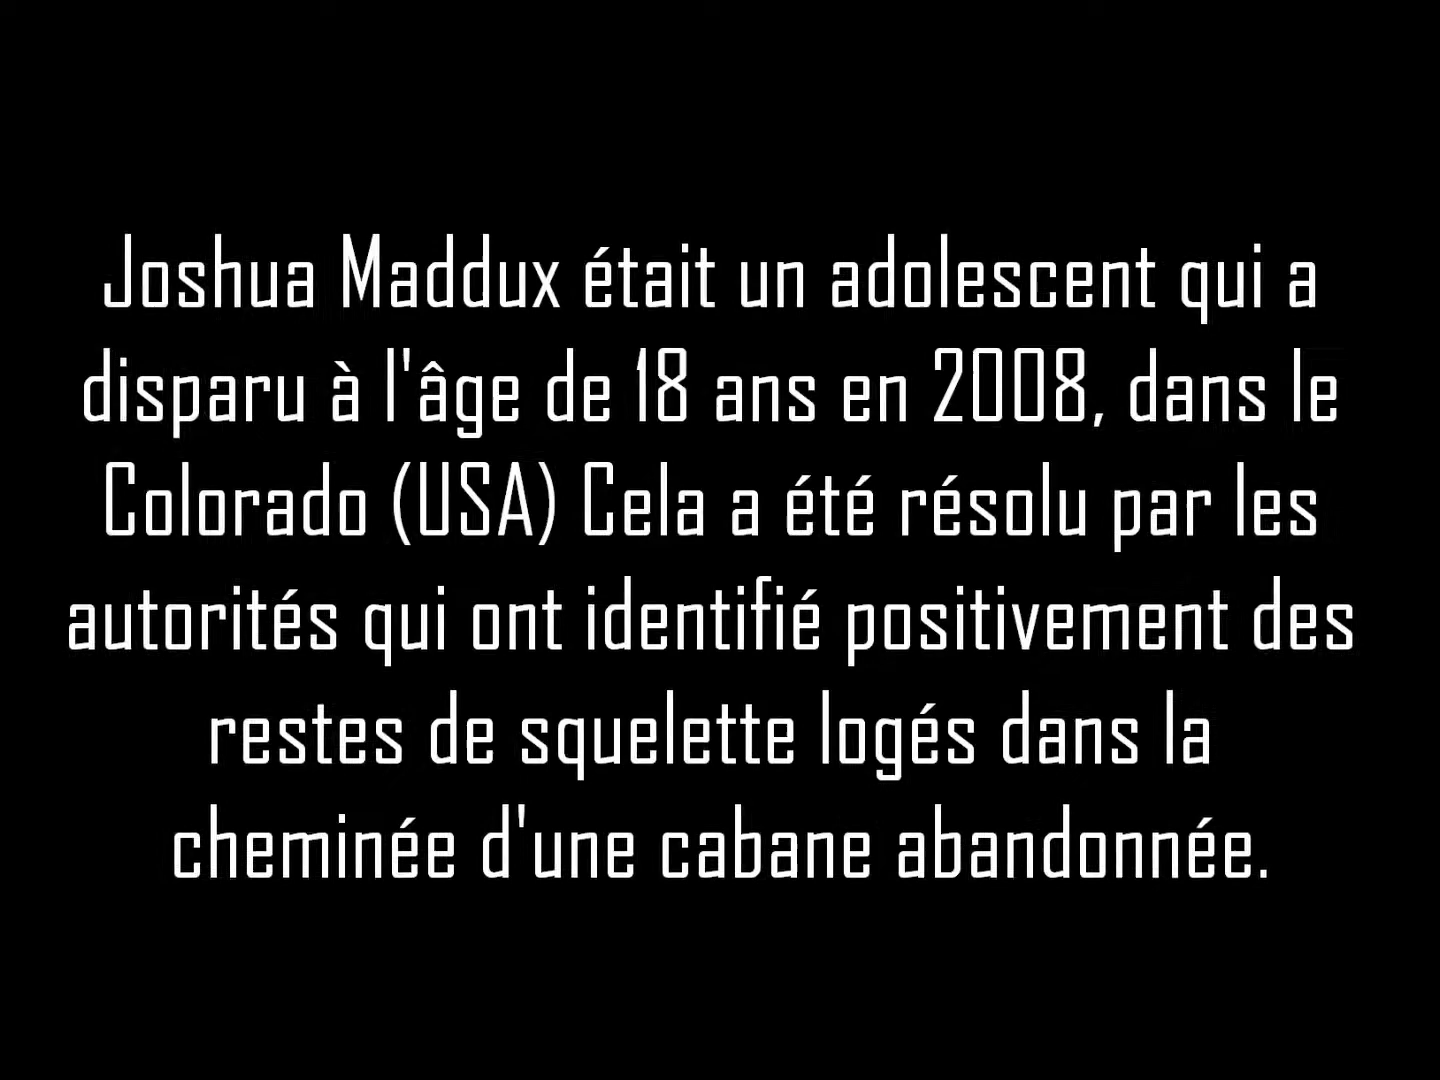 Joshua Maddux était un adolescent qui a
disparu à l'âge de 18 ans en 2008, dans le
Colorado (USA) Cela a été résolu par les
autorités qui ont identifié positivement des
restes de squelette logés dans la
cheminée d'une cabane abandonnée.